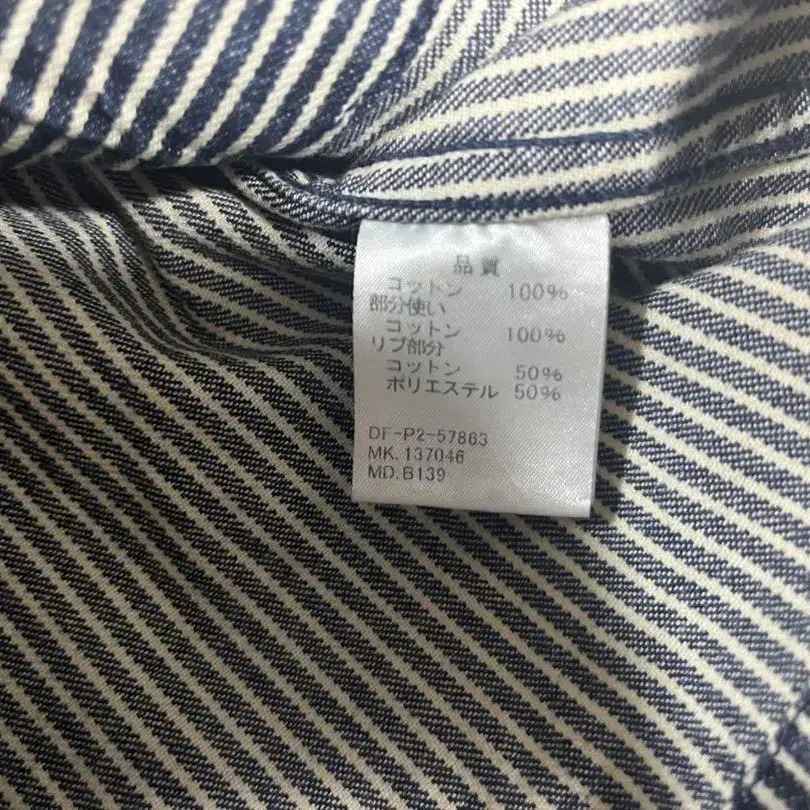 品質
コットン 100%
部分使い
コットン 100%
リブ部分
コットン 50%
ポリエステル 50%
DF-P2-57863
MK.137046
MD.B139